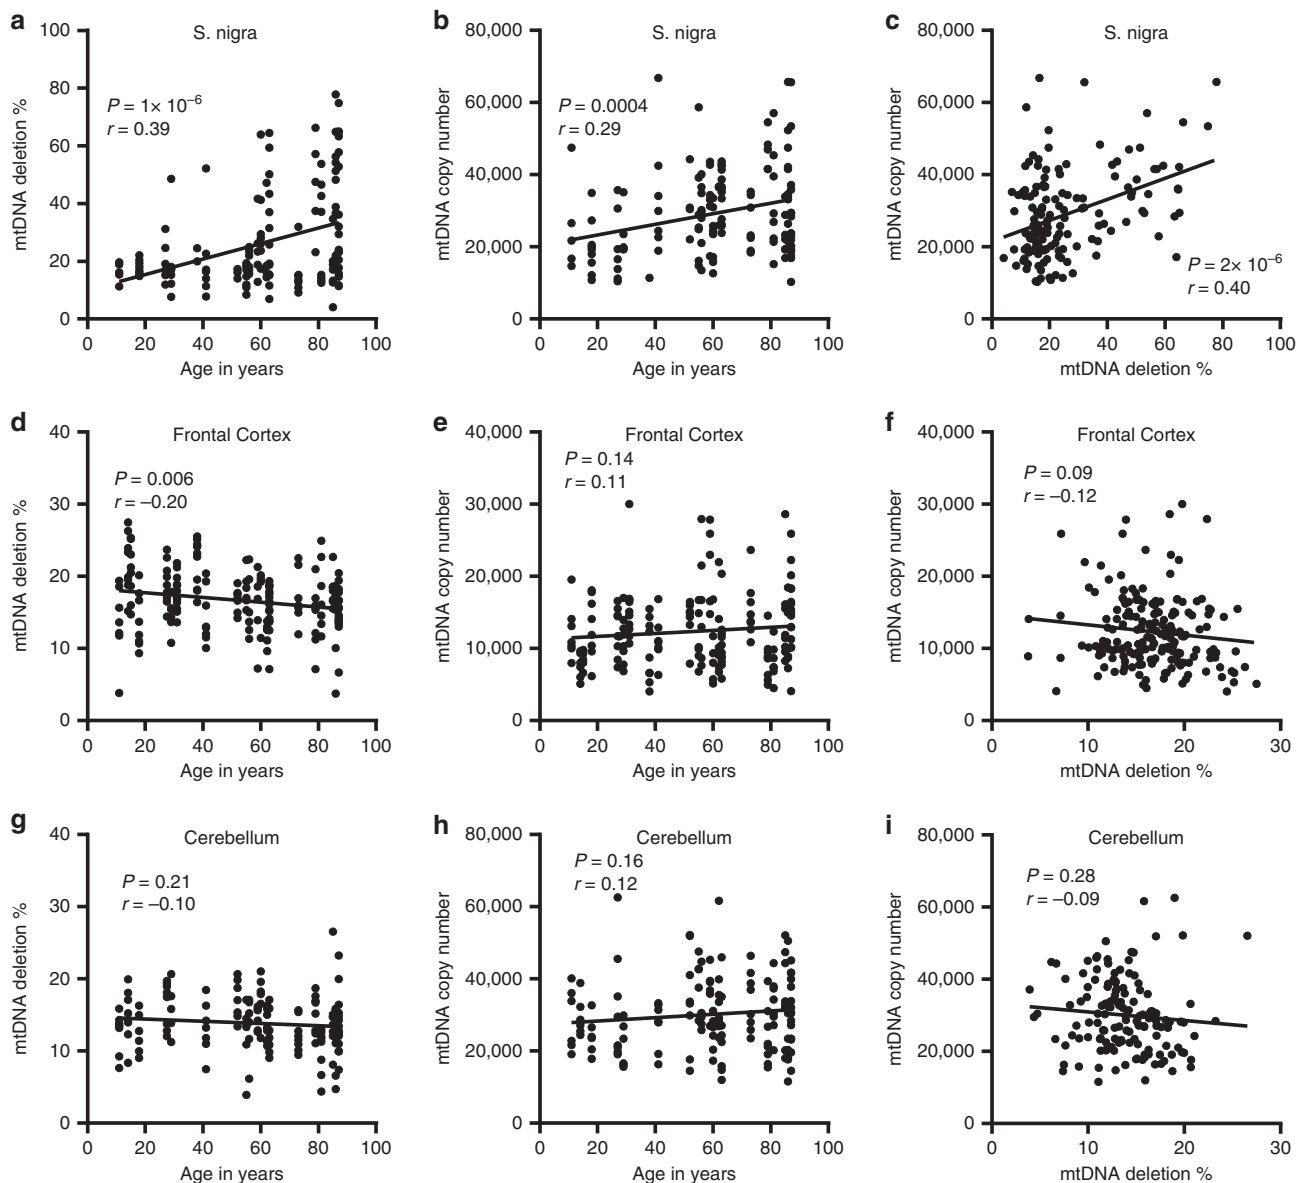 a
S. nigra
mtDNA deletion %
100
80
60
40
20
0
P = 1× 10⁻⁶
r = 0.39
0 20 40 60 80 100
Age in years
b
S. nigra
mtDNA copy number
80,000
60,000
40,000
20,000
0
P = 0.0004
r = 0.29
0 20 40 60 80 100
Age in years
c
S. nigra
mtDNA copy number
80,000
60,000
40,000
20,000
0
P = 2× 10⁻⁶
r = 0.40
0 20 40 60 80 100
mtDNA deletion %
d
Frontal Cortex
mtDNA deletion %
40
30
20
10
0
P = 0.006
r = –0.20
0 20 40 60 80 100
Age in years
e
Frontal Cortex
mtDNA copy number
40,000
30,000
20,000
10,000
0
P = 0.14
r = 0.11
0 20 40 60 80 100
Age in years
f
Frontal Cortex
mtDNA copy number
40,000
30,000
20,000
10,000
0
P = 0.09
r = –0.12
0 10 20 30
mtDNA deletion %
g
Cerebellum
mtDNA deletion %
40
30
20
10
0
P = 0.21
r = –0.10
0 20 40 60 80 100
Age in years
h
Cerebellum
mtDNA copy number
80,000
60,000
40,000
20,000
0
P = 0.16
r = 0.12
0 20 40 60 80 100
Age in years
i
Cerebellum
mtDNA copy number
80,000
60,000
40,000
20,000
0
P = 0.28
r = –0.09
0 10 20 30
mtDNA deletion %